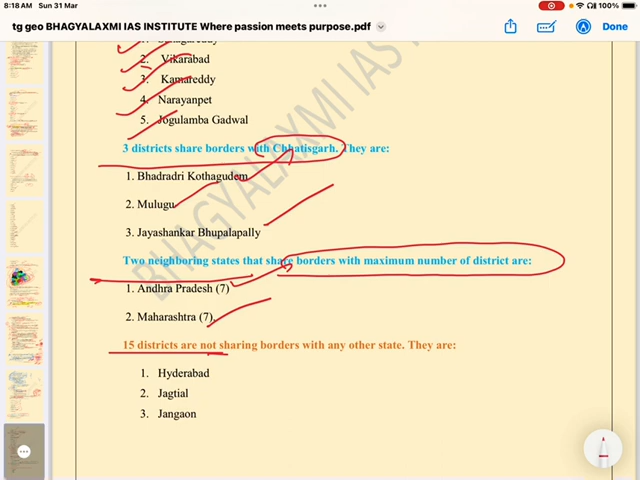 8:18 AM Sun 31 Mar
100%
tg geo BHAGYALAXMI IAS INSTITUTE Where passion meets purpose.pdf
Done
2. Vikarabad
3. Kamareddy
4. Narayanpet
5. Jogulamba Gadwal
3 districts share borders with Chhatisgarh. They are:
1. Bhadradri Kothagudem
2. Mulugu
3. Jayashankar Bhupalapally
Two neighboring states that share borders with maximum number of district are:
1. Andhra Pradesh (7)
2. Maharashtra (7).
15 districts are not sharing borders with any other state. They are:
1. Hyderabad
2. Jagtial
3. Jangaon
BHAGYALAXMI IAS IN